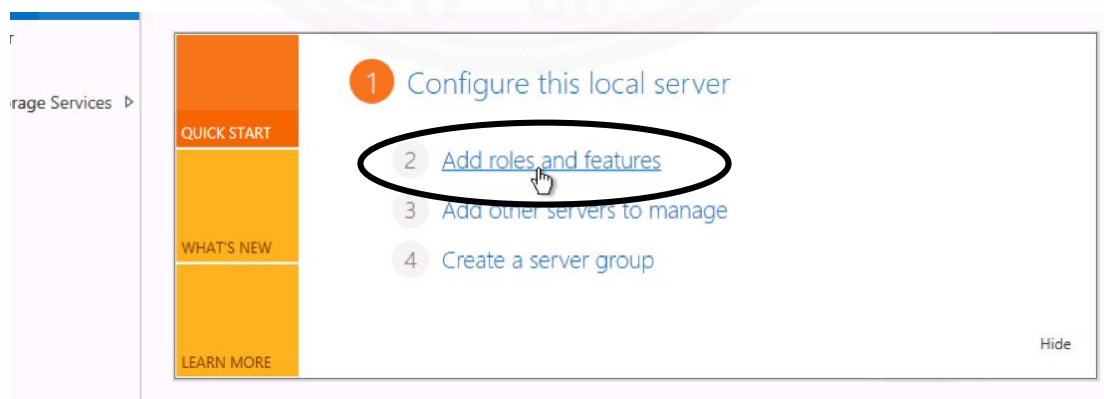 r
rage Services
QUICK START
WHAT'S NEW
LEARN MORE
1 Configure this local server
2 Add roles and features
3 Add other servers to manage
4 Create a server group
Hide